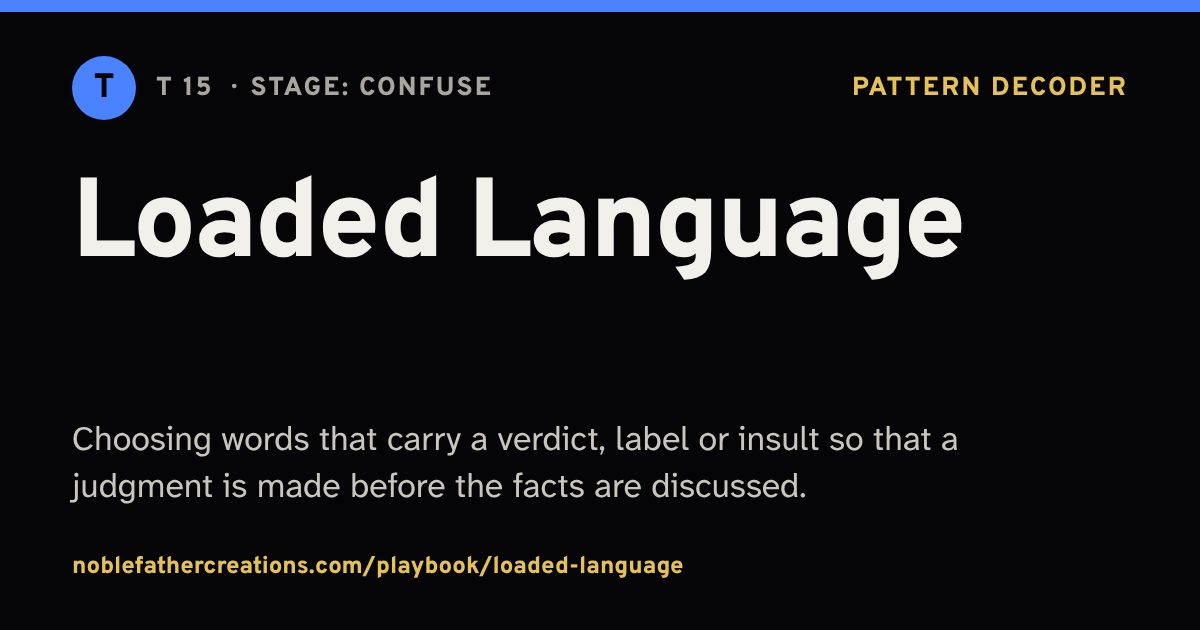 T
T 15 · STAGE: CONFUSE
PATTERN DECODER
Loaded Language
Choosing words that carry a verdict, label or insult so that a
judgment is made before the facts are discussed.
noblefathercreations.com/playbook/loaded-language